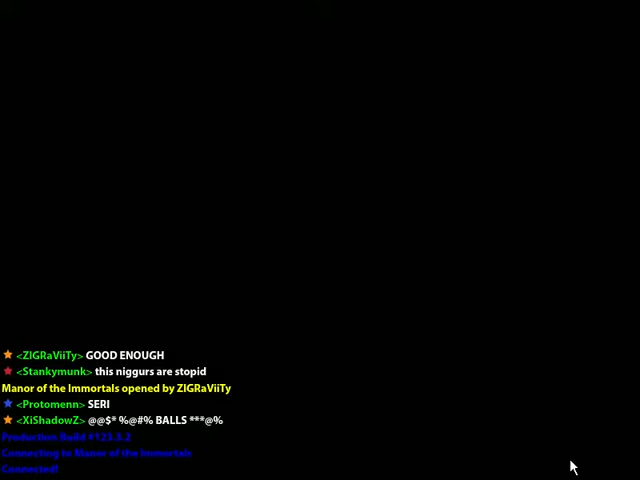 <ZIGRaViiTy> GOOD ENOUGH
<Stankymunk> this niggurs are stopid
Manor of the Immortals opened by ZIGRaViiTy
<Protomenn> SERI
<XiShadowZ> @@$* %@#% BALLS ***@%
Production Build #123.3.2
Connecting to Manor of the Immortals
Connected!